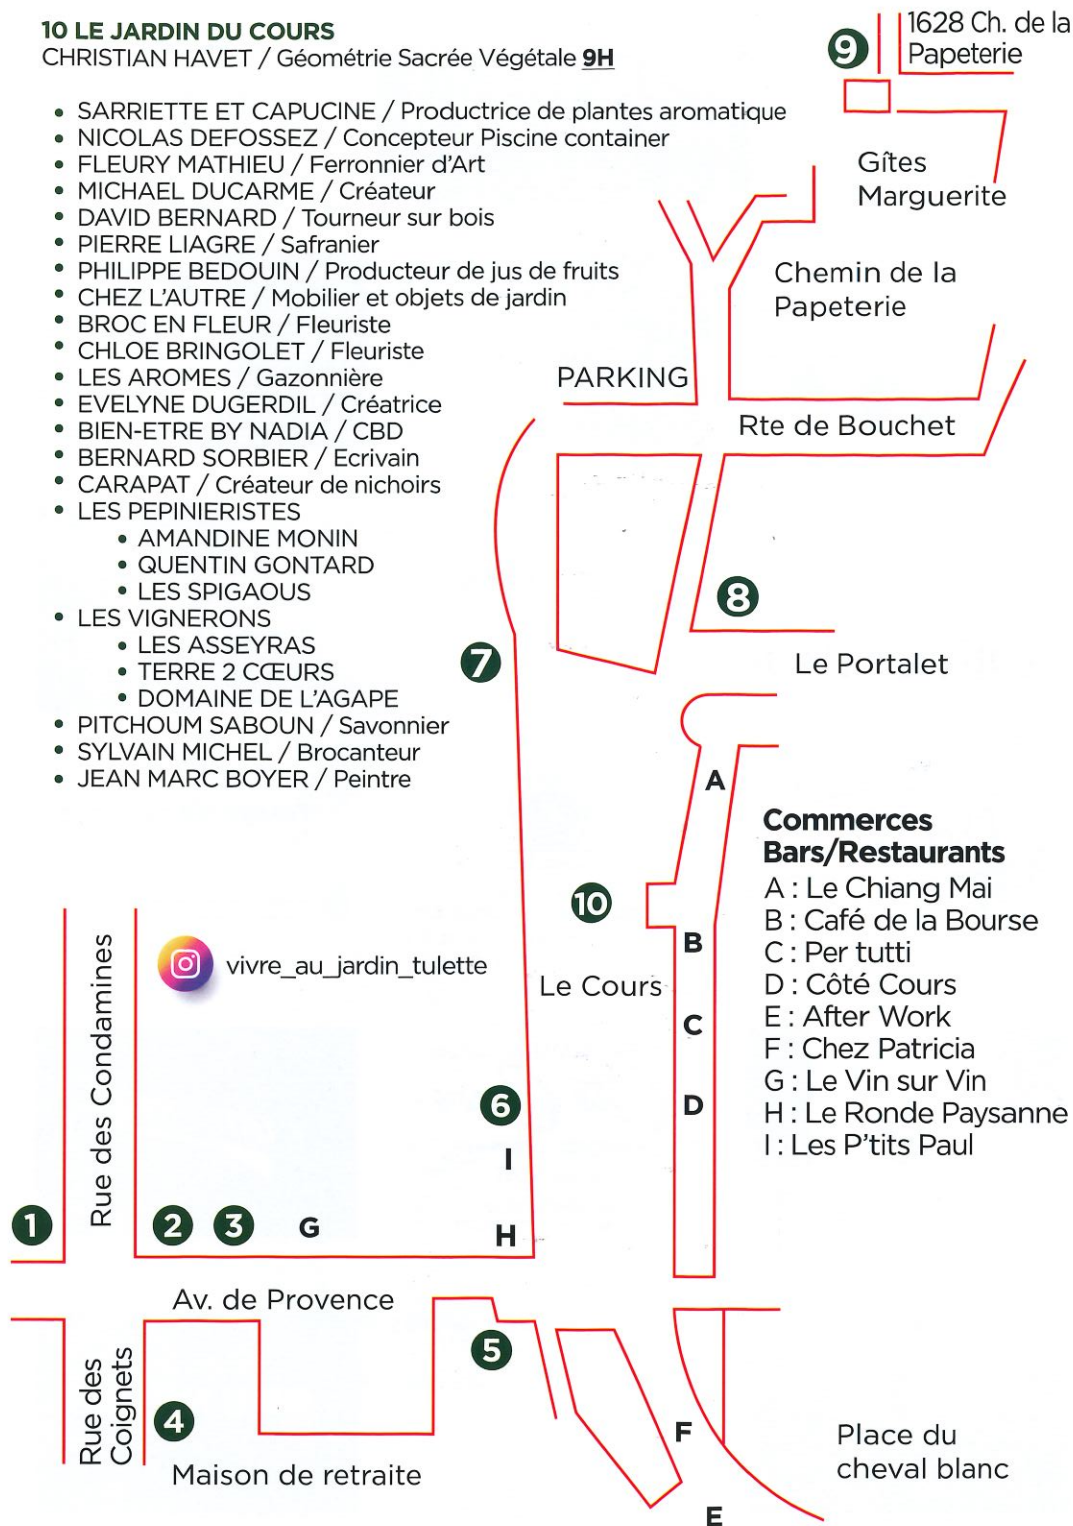 10 LE JARDIN DU COURS
CHRISTIAN HAVET / Géométrie Sacrée Végétale 9H
• SARRIETTE ET CAPUCINE / Productrice de plantes aromatique
• NICOLAS DEFOSSEZ / Concepteur Piscine container
• FLEURY MATHIEU / Ferronnier d'Art
• MICHAEL DUCARME / Créateur
• DAVID BERNARD / Tourneur sur bois
• PIERRE LIAGRE / Safranier
• PHILIPPE BEDOUIN / Producteur de jus de fruits
• CHEZ L'AUTRE / Mobilier et objets de jardin
• BROC EN FLEUR / Fleuriste
• CHLOE BRINGOLET / Fleuriste
• LES AROMES / Gazonnière
• EVELYNE DUGERDIL / Créatrice
• BIEN-ETRE BY NADIA / CBD
• BERNARD SORBIER / Ecrivain
• CARAPAT / Créateur de nichoirs
• LES PEPINIERISTES
• AMANDINE MONIN
• QUENTIN GONTARD
• LES SPIGAOUS
• LES VIGNERONS
• LES ASSEYRAS
• TERRE 2 CŒURS
• DOMAINE DE L'AGAPE
• PITCHOUM SABOUN / Savonnier
• SYLVAIN MICHEL / Brocanteur
• JEAN MARC BOYER / Peintre
9
1628 Ch. de la
Papeterie
Gîtes
Marguerite
Chemin de la
Papeterie
PARKING
Rte de Bouchet
8
7
Le Portalet
A
Commerces
Bars/Restaurants
A : Le Chiang Mai
B : Café de la Bourse
C : Per tutti
D : Côté Cours
E : After Work
F : Chez Patricia
G : Le Vin sur Vin
H : Le Ronde Paysanne
I : Les P'tits Paul
10
B
Le Cours
C
D
vivre_au_jardin_tulette
Rue des Condamines
6
I
1
2
3
G
H
Av. de Provence
5
Rue des
Coignets
4
Maison de retraite
F
E
Place du
cheval blanc